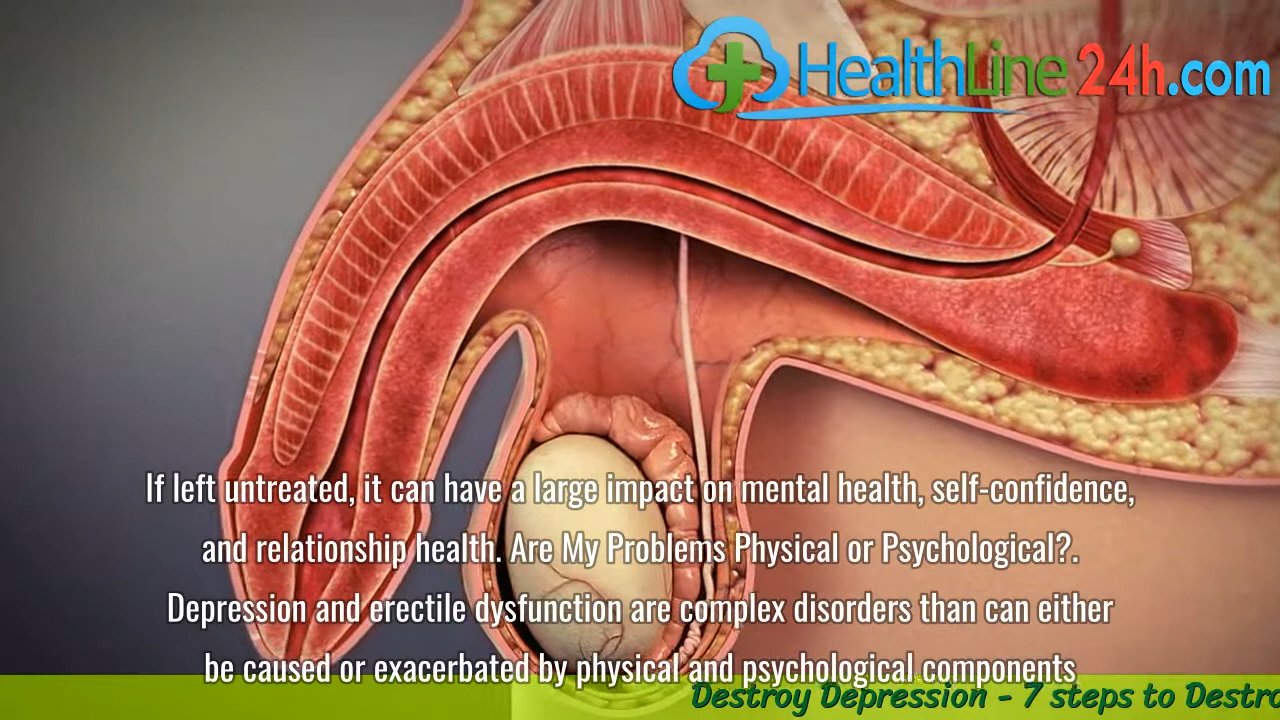 HealthLine 24h.com
If left untreated, it can have a large impact on mental health, self-confidence,
and relationship health. Are My Problems Physical or Psychological?.
Depression and erectile dysfunction are complex disorders than can either
be caused or exacerbated by physical and psychological components
Destroy Depression - 7 steps to Destro